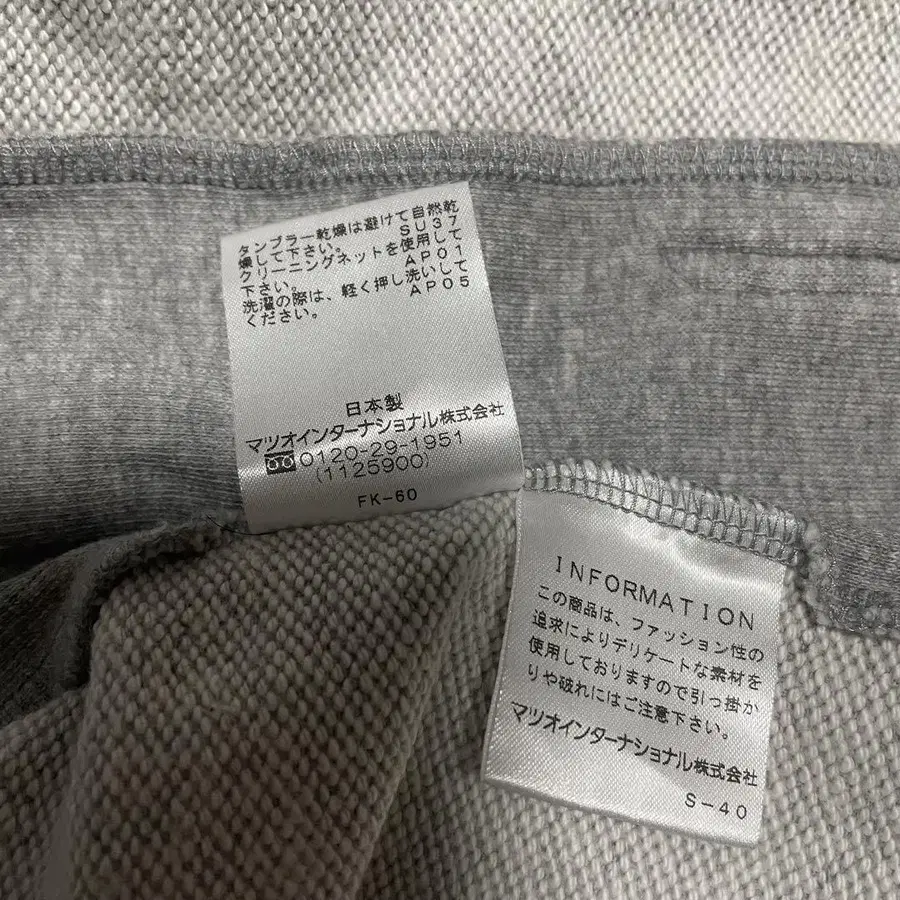 タンブラー乾燥は避けて自然乾
燥して下さい。 SU37
クリーニングネットを使用して
下さい。 AP01
洗濯の際は、軽く押し洗いして
ください。 AP05
日本製
マツオインターナショナル株式会社
0120-29-1951
(1125900)
FK-60
INFORMATION
この商品は、ファッション性の
追求によりデリケートな素材を
使用しておりますので引っ掛か
りや破れにはご注意下さい。
マツオインターナショナル株式会社
S-40